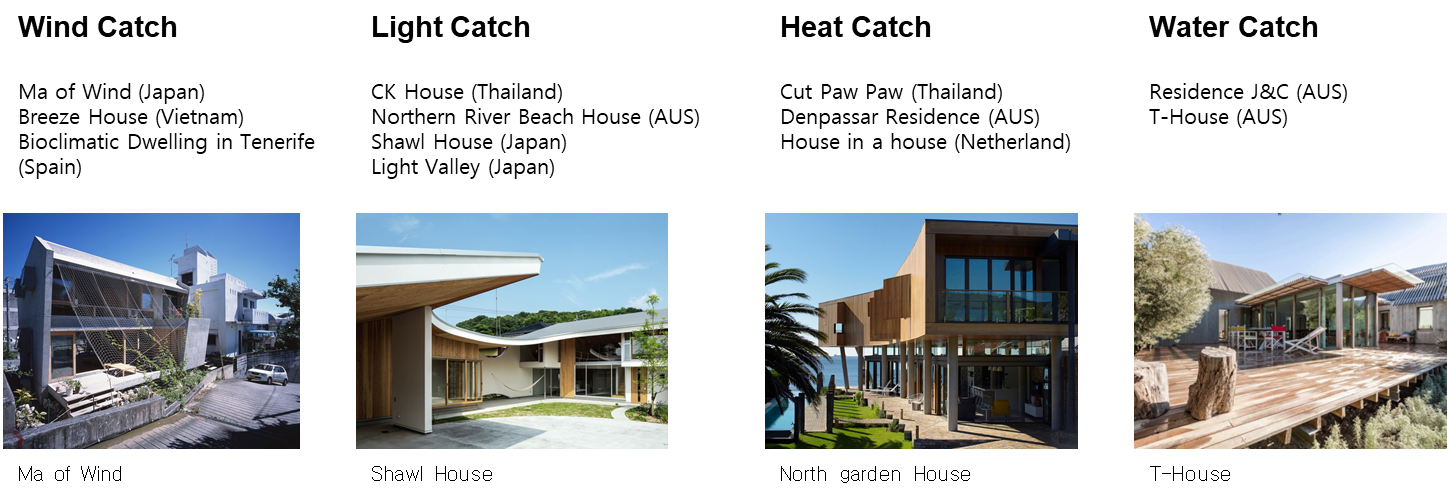 Wind Catch
Ma of Wind (Japan)
Breeze House (Vietnam)
Bioclimatic Dwelling in Tenerife
(Spain)
Ma of Wind
Light Catch
CK House (Thailand)
Northern River Beach House (AUS)
Shawl House (Japan)
Light Valley (Japan)
Shawl House
Heat Catch
Cut Paw Paw (Thailand)
Denpassar Residence (AUS)
House in a house (Netherland)
North garden House
Water Catch
Residence J&C (AUS)
T-House (AUS)
T-House